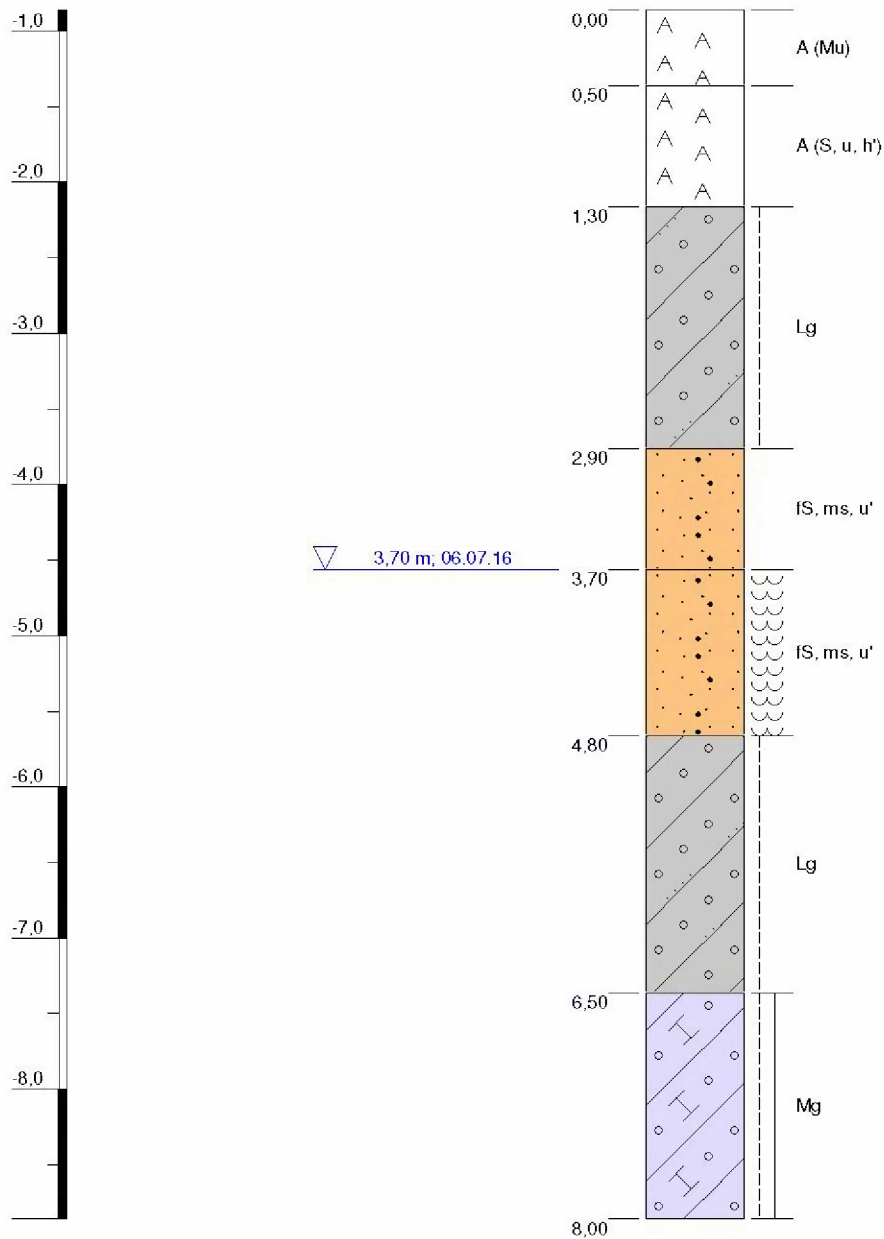 -1,0
-2,0
-3,0
-4,0
-5,0
-6,0
-7,0
-8,0
3,70 m; 06.07.16
0,00
A (Mu)
0,50
A (S, u, h')
1,30
Lg
2,90
fS, ms, u'
3,70
fS, ms, u'
4,80
Lg
6,50
Mg
8,00